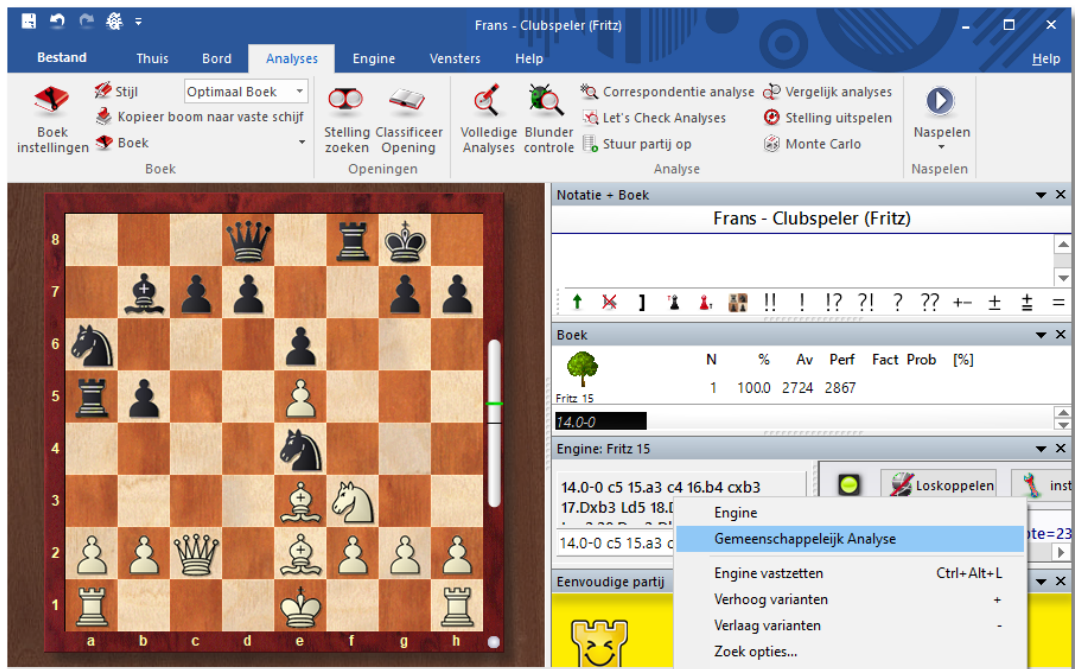 Frans - Clubspeler (Fritz)
Bestand Thuis Bord Analyses Engine Vensters Help Help
Boek instellingen
Stijl Optimaal Boek
Kopieer boom naar vaste schijf
Boek
Boek
Stelling zoeken
Classificeer Opening
Openingen
Volledige Analyses
Blunder controle
Correspondentie analyse
Let's Check Analyses
Stuur partij op
Vergelijk analyses
Stelling uitspelen
Monte Carlo
Analyse
Naspelen
Naspelen
8
7
6
5
4
3
2
1
a b c d e f g h
Notatie + Boek
Frans - Clubspeler (Fritz)
] !! ! !? ?! ? ?? +− ± ⩲ =
Boek
N % Av Perf Fact Prob [%]
1 100.0 2724 2867
Fritz 15
14.0-0
Engine: Fritz 15
14.0-0 c5 15.a3 c4 16.b4 cxb3
17.Dxb3 Ld5 18.D
Loskoppelen inst
14.0-0 c5 15.a3 c
Engine
Gemeenschappeleijk Analyse
Engine vastzetten Ctrl+Alt+L
Verhoog varianten +
Verlaag varianten -
Zoek opties...
Eenvoudige partij